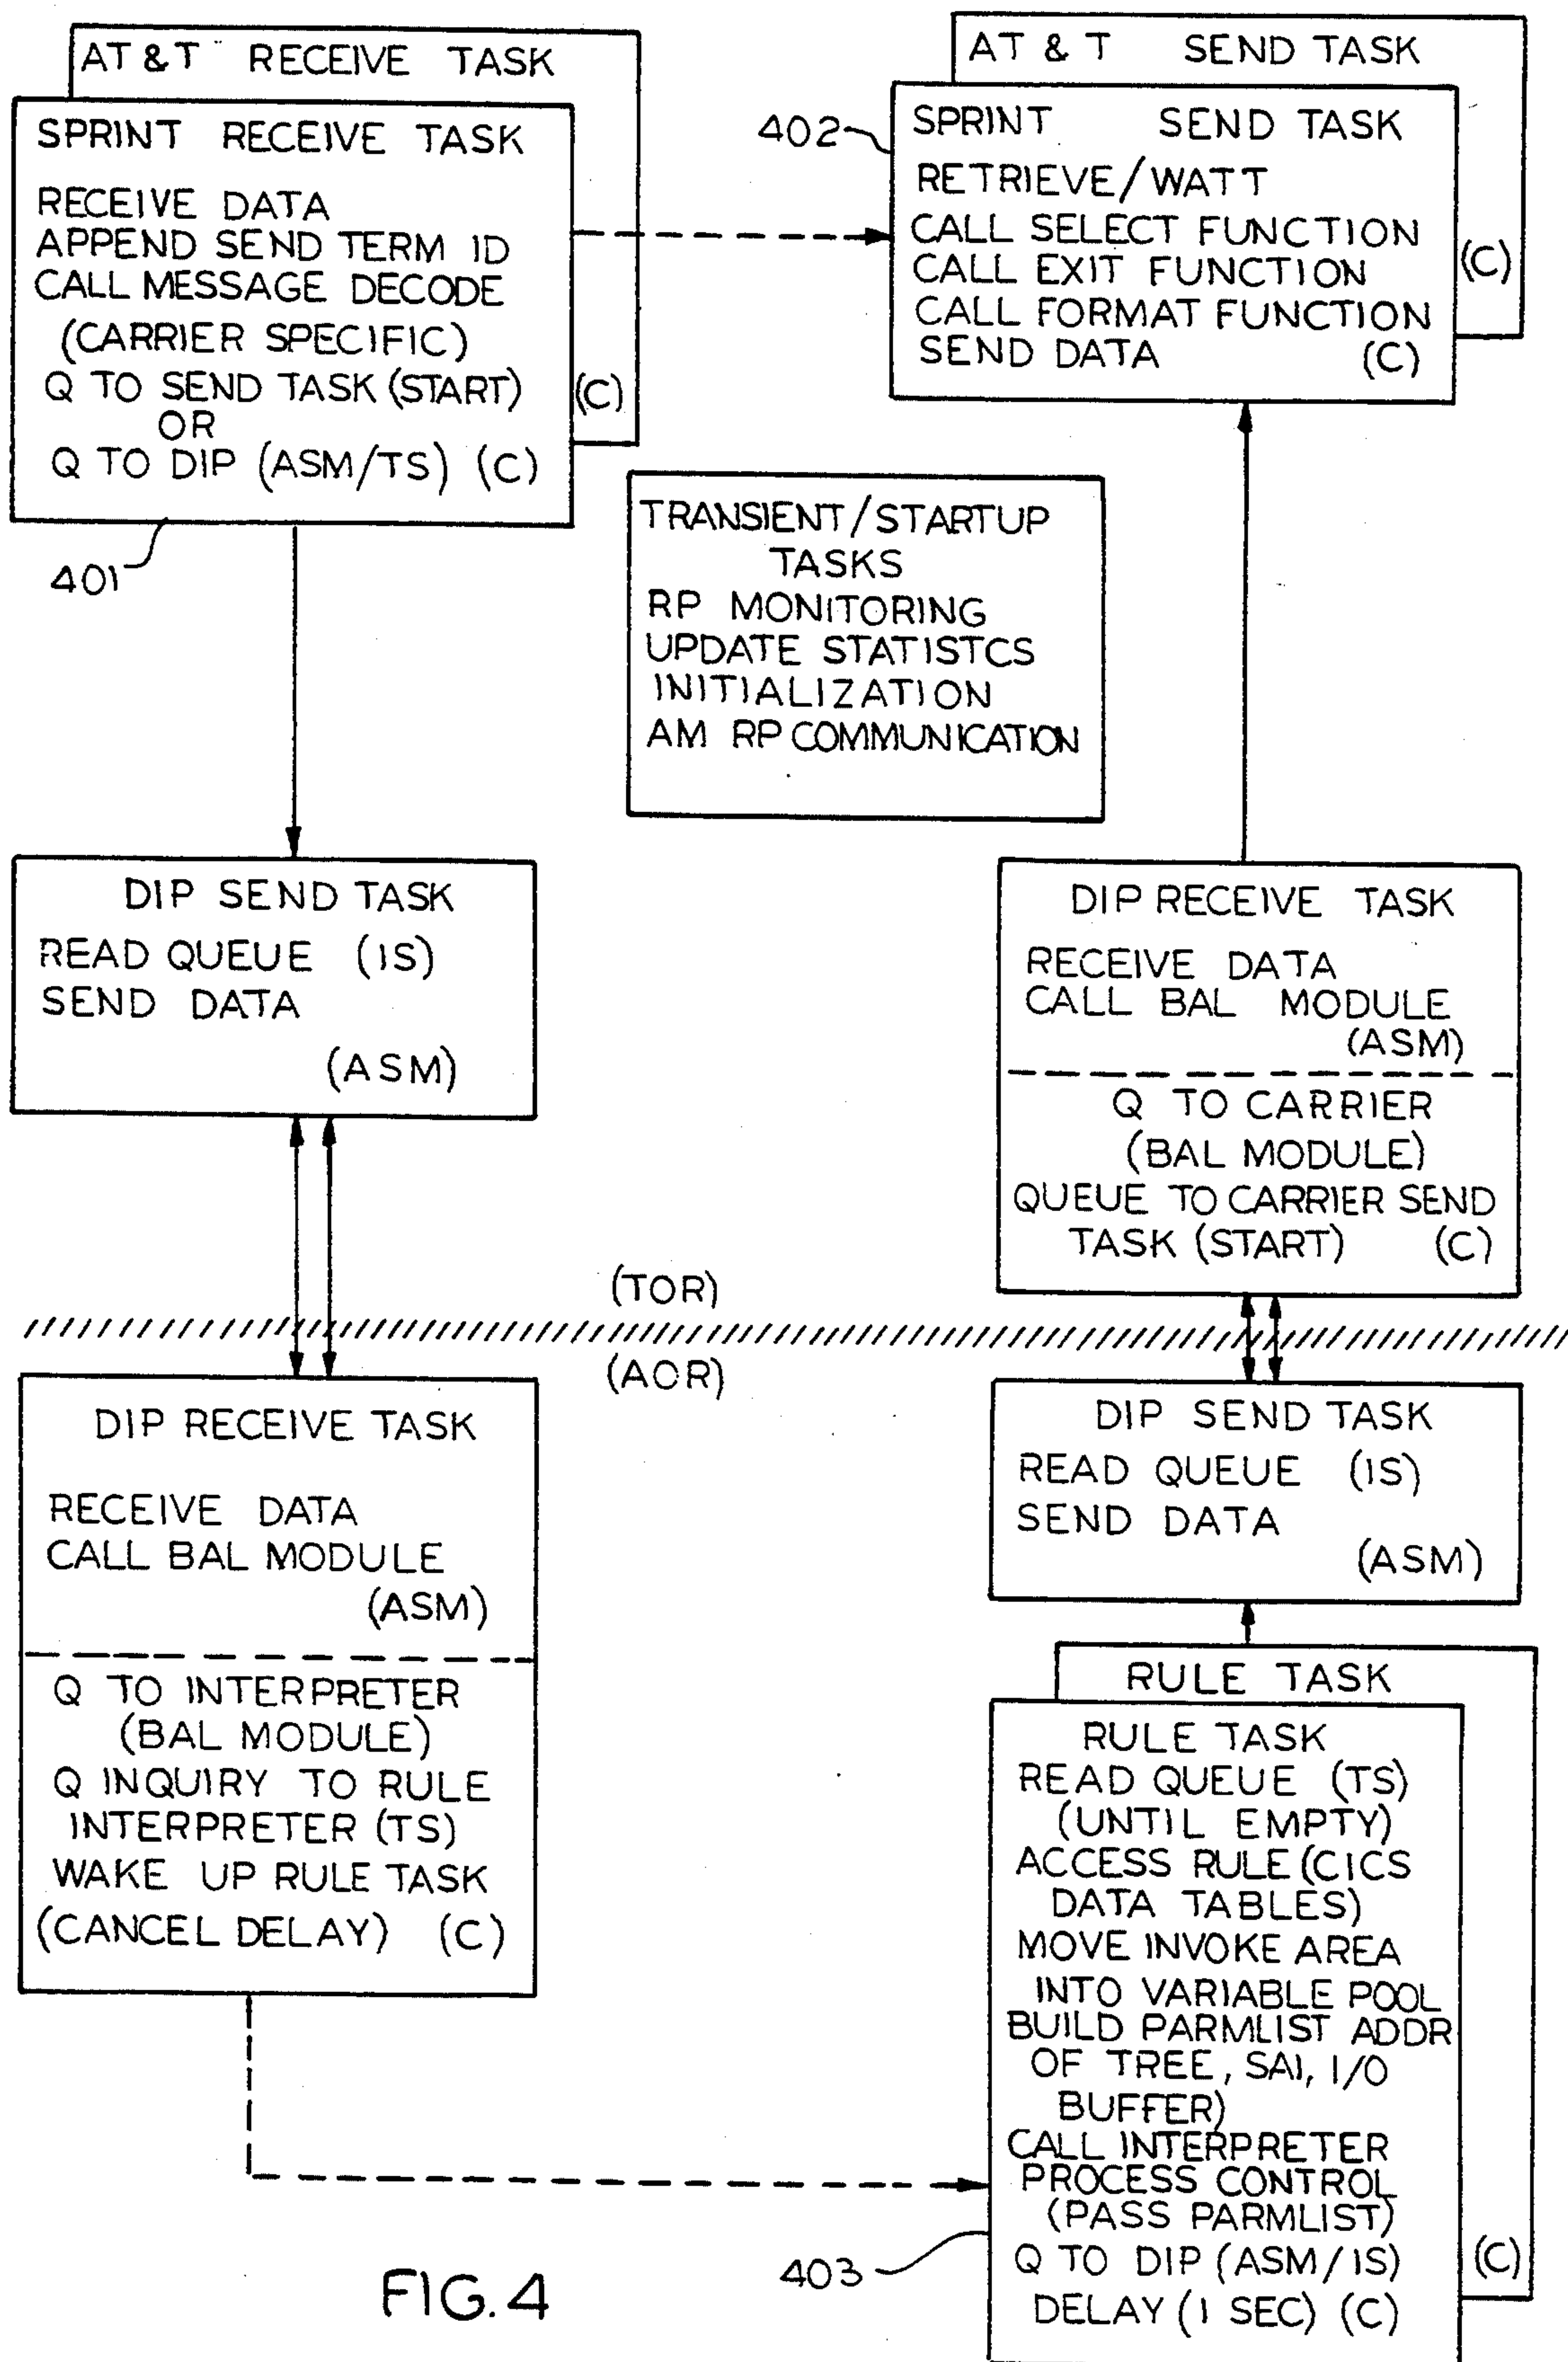 AT&T RECEIVE TASK
SPRINT RECEIVE TASK
RECEIVE DATA
APPEND SEND TERM ID
CALL MESSAGE DECODE
(CARRIER SPECIFIC)
Q TO SEND TASK (START)
OR
Q TO DIP (ASM/TS) (C)
(C)
401
AT & T SEND TASK
402
SPRINT SEND TASK
RETRIEVE/WATT
CALL SELECT FUNCTION
CALL EXIT FUNCTION
CALL FORMAT FUNCTION
SEND DATA (C)
(C)
TRANSIENT/STARTUP
TASKS
RP MONITORING
UPDATE STATISTCS
INITIALIZATION
AM RP COMMUNICATION
DIP SEND TASK
READ QUEUE (IS)
SEND DATA
(ASM)
DIP RECEIVE TASK
RECEIVE DATA
CALL BAL MODULE
(ASM)
Q TO CARRIER
(BAL MODULE)
QUEUE TO CARRIER SEND
TASK (START) (C)
(TOR)
(AOR)
DIP RECEIVE TASK
RECEIVE DATA
CALL BAL MODULE
(ASM)
Q TO INTERPRETER
(BAL MODULE)
Q INQUIRY TO RULE
INTERPRETER (TS)
WAKE UP RULE TASK
(CANCEL DELAY) (C)
DIP SEND TASK
READ QUEUE (IS)
SEND DATA
(ASM)
RULE TASK
RULE TASK
READ QUEUE (TS)
(UNTIL EMPTY)
ACCESS RULE (CICS
DATA TABLES)
MOVE INVOKE AREA
INTO VARIABLE POOL
BUILD PARMLIST ADDR
OF TREE, SAI, I/O
BUFFER)
CALL INTERPRETER
PROCESS CONTROL
(PASS PARMLIST)
Q TO DIP (ASM/IS)
DELAY (1 SEC) (C)
(C)
403
FIG. 4